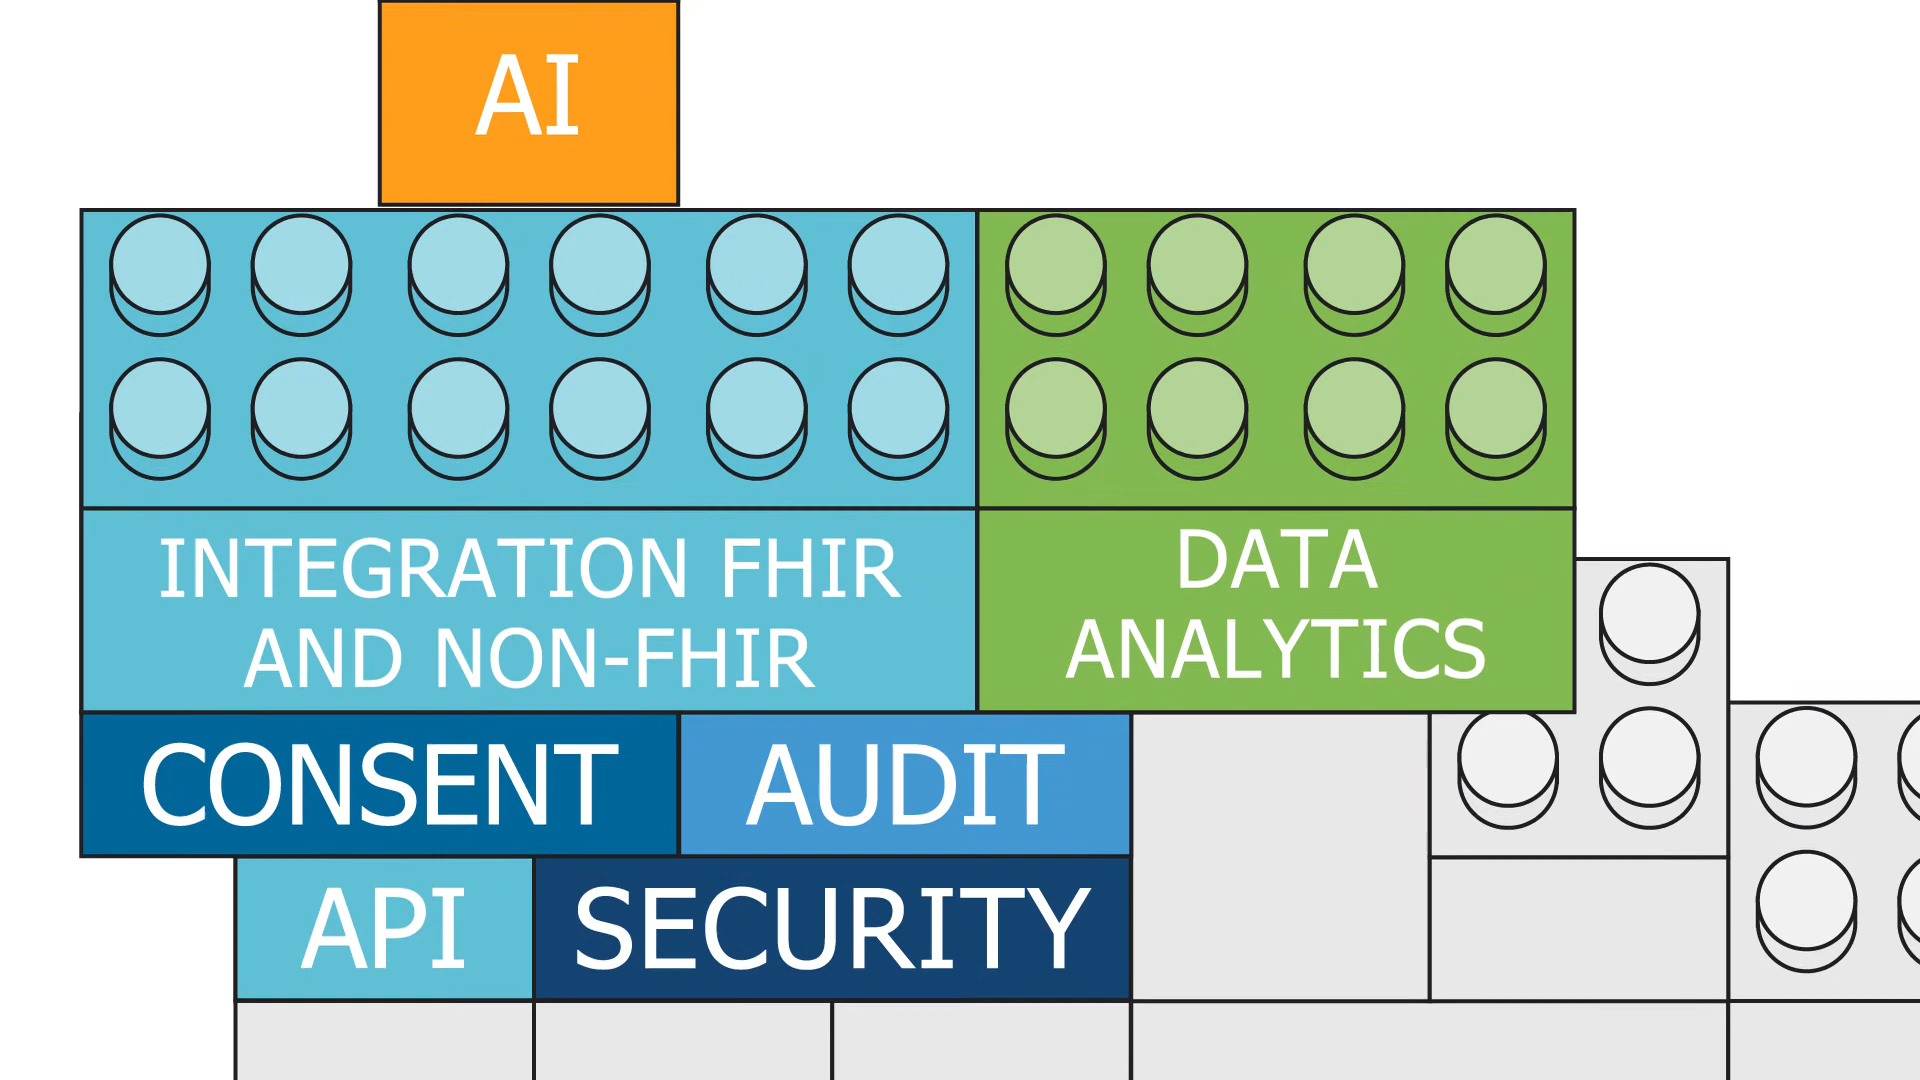 AI
INTEGRATION FHIR
AND NON-FHIR
DATA
ANALYTICS
CONSENT
AUDIT
API
SECURITY